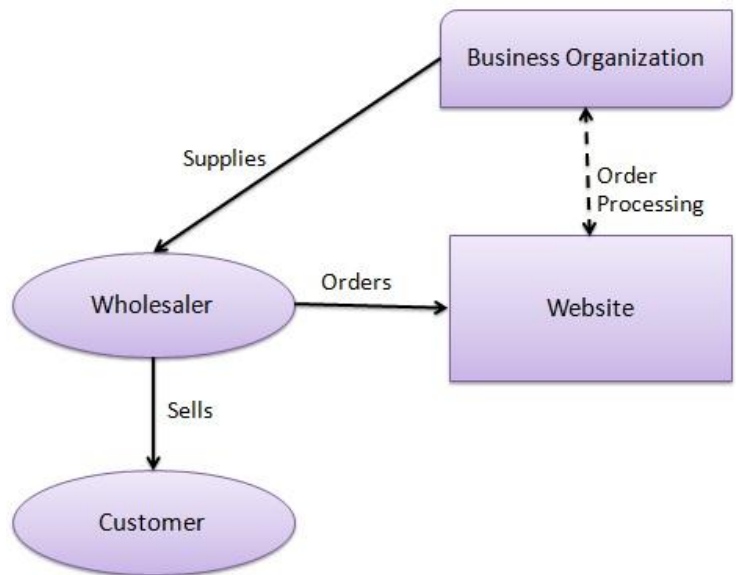 Business Organization
Supplies
Order
Processing
Wholesaler
Orders
Website
Sells
Customer